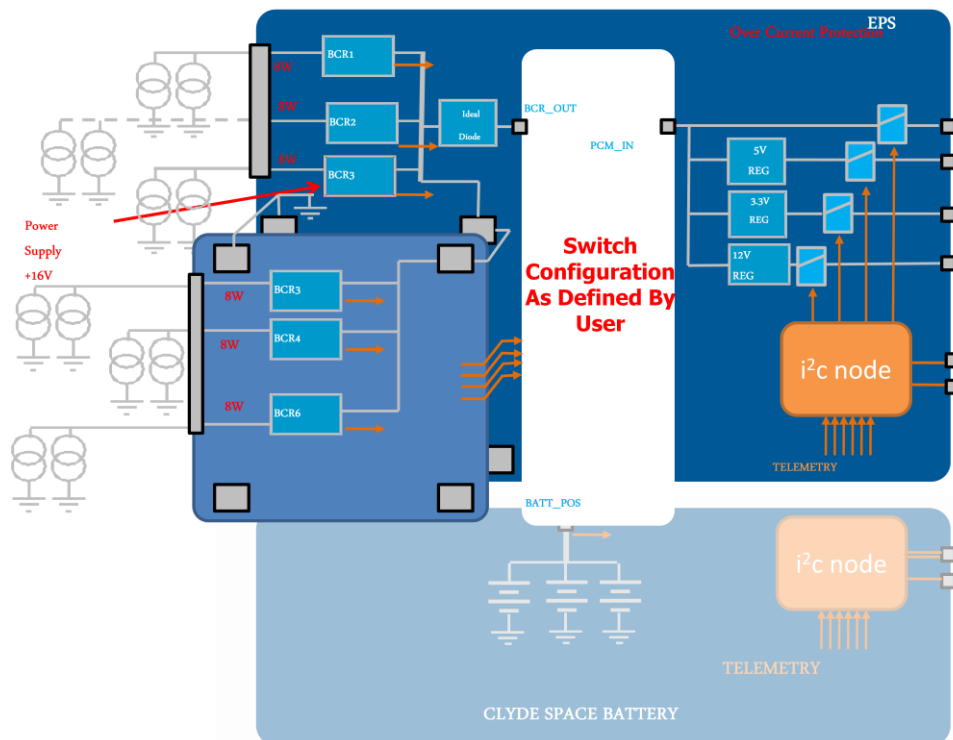 EPS
Over Current Protection
BCR1
8W
BCR2
8W
BCR3
8W
Ideal
Diode
BCR_OUT
PCM_IN
5V
REG
3.3V
REG
12V
REG
Power
Supply
+16V
Switch
Configuration
As Defined By
User
BCR3
8W
BCR4
8W
BCR6
8W
i²c node
TELEMETRY
BATT_POS
i²c node
TELEMETRY
CLYDE SPACE BATTERY